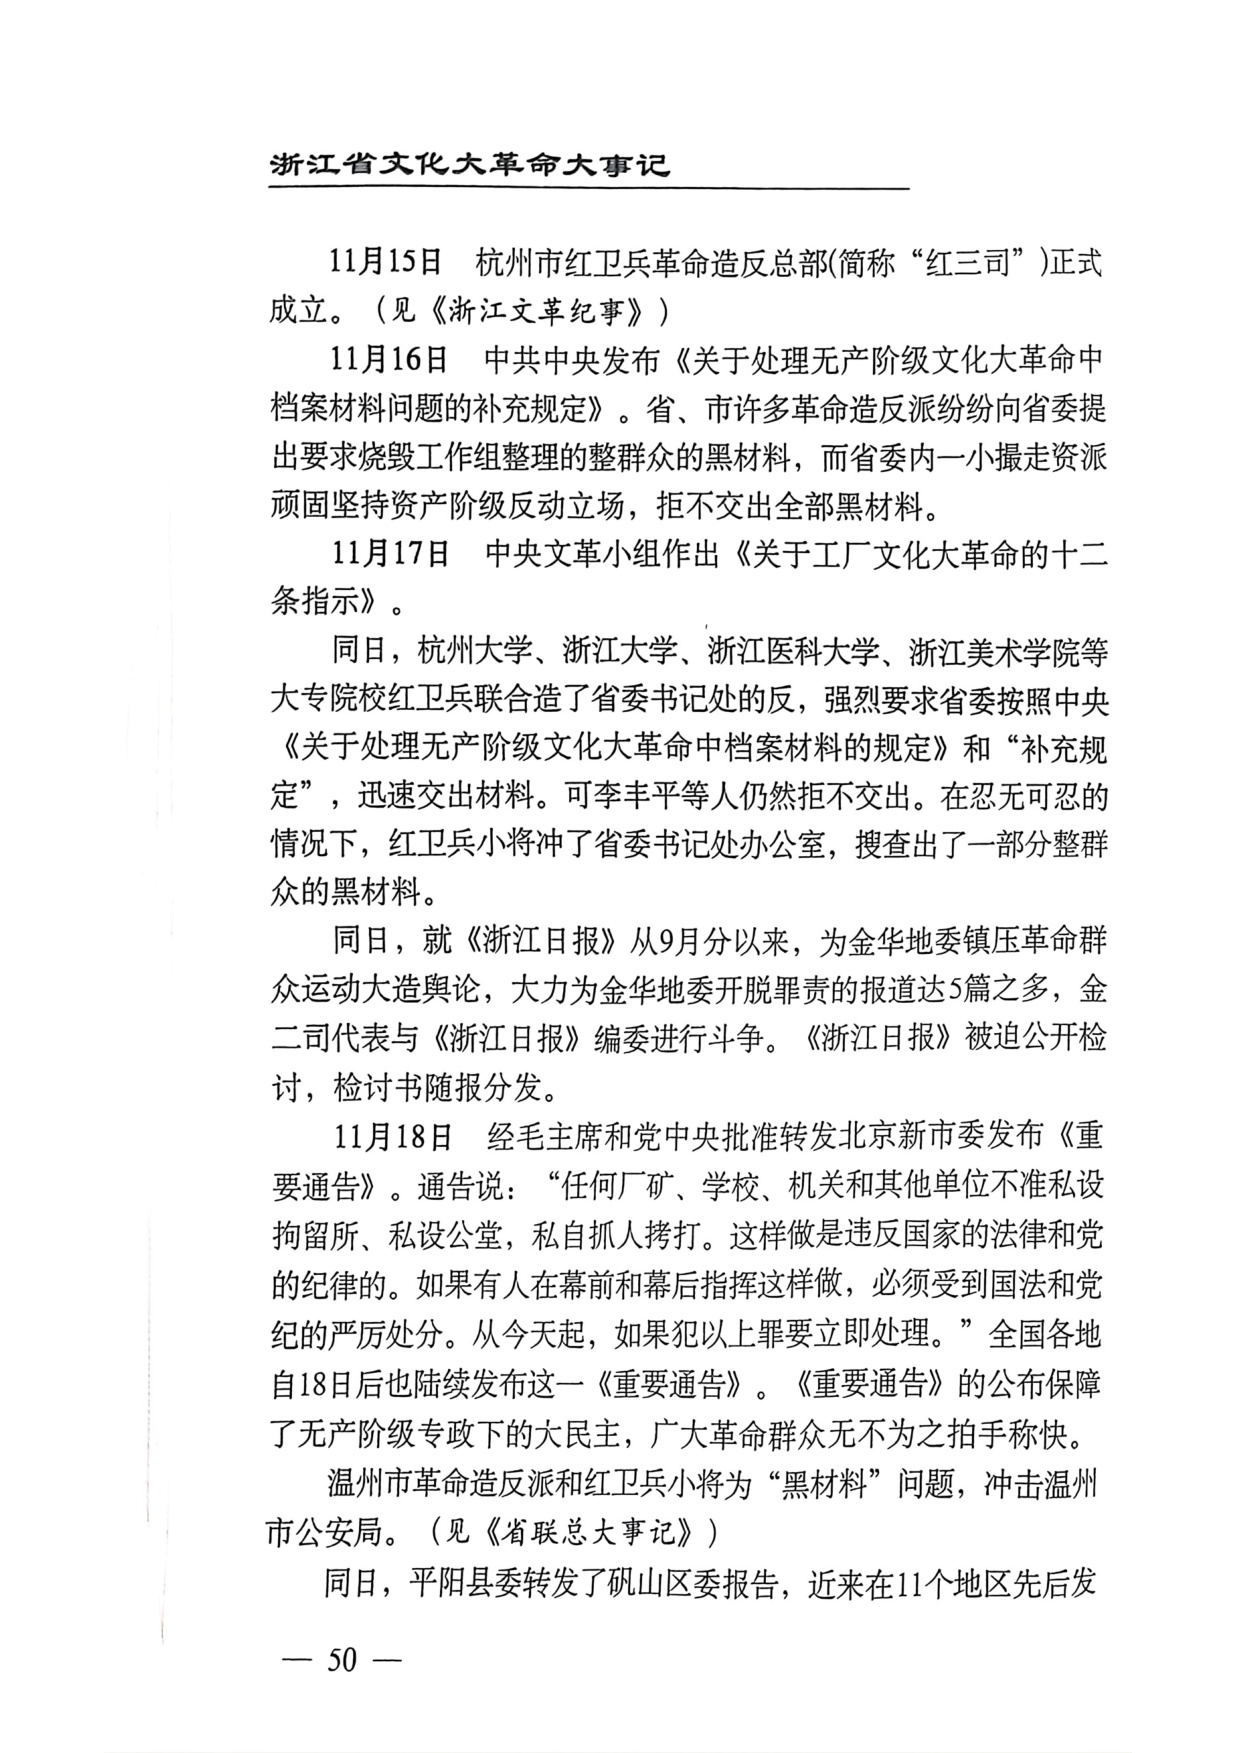 浙江省文化大革命大事记
11月15日　杭州市红卫兵革命造反总部(简称“红三司”)正式
成立。（见《浙江文革纪事》）
11月16日　中共中央发布《关于处理无产阶级文化大革命中
档案材料问题的补充规定》。省、市许多革命造反派纷纷向省委提
出要求烧毁工作组整理的整群众的黑材料，而省委内一小撮走资派
顽固坚持资产阶级反动立场，拒不交出全部黑材料。
11月17日　中央文革小组作出《关于工厂文化大革命的十二
条指示》。
同日，杭州大学、浙江大学、浙江医科大学、浙江美术学院等
大专院校红卫兵联合造了省委书记处的反，强烈要求省委按照中央
《关于处理无产阶级文化大革命中档案材料的规定》和“补充规
定”，迅速交出材料。可李丰平等人仍然拒不交出。在忍无可忍的
情况下，红卫兵小将冲了省委书记处办公室，搜查出了一部分整群
众的黑材料。
同日，就《浙江日报》从9月分以来，为金华地委镇压革命群
众运动大造舆论，大力为金华地委开脱罪责的报道达5篇之多，金
二司代表与《浙江日报》编委进行斗争。《浙江日报》被迫公开检
讨，检讨书随报分发。
11月18日　经毛主席和党中央批准转发北京新市委发布《重
要通告》。通告说：“任何厂矿、学校、机关和其他单位不准私设
拘留所、私设公堂，私自抓人拷打。这样做是违反国家的法律和党
的纪律的。如果有人在幕前和幕后指挥这样做，必须受到国法和党
纪的严厉处分。从今天起，如果犯以上罪要立即处理。”全国各地
自18日后也陆续发布这一《重要通告》。《重要通告》的公布保障
了无产阶级专政下的大民主，广大革命群众无不为之拍手称快。
温州市革命造反派和红卫兵小将为“黑材料”问题，冲击温州
市公安局。（见《省联总大事记》）
同日，平阳县委转发了矾山区委报告，近来在11个地区先后发
— 50 —